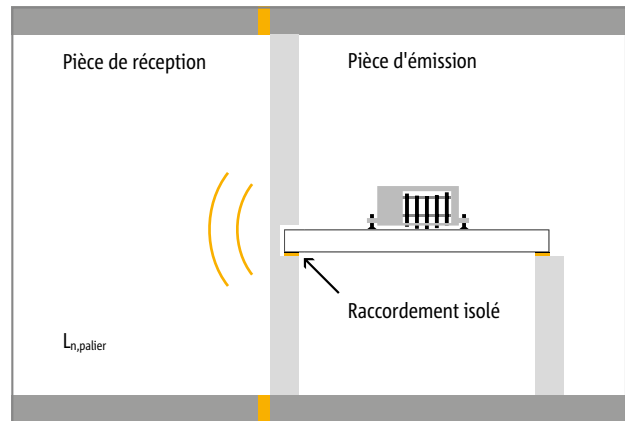 Pièce de réception
Pièce d'émission
Raccordement isolé
Ln,palier